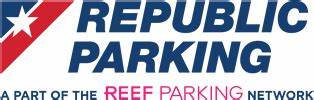 REPUBLIC
PARKING
A PART OF THE REEF PARKING NETWORK